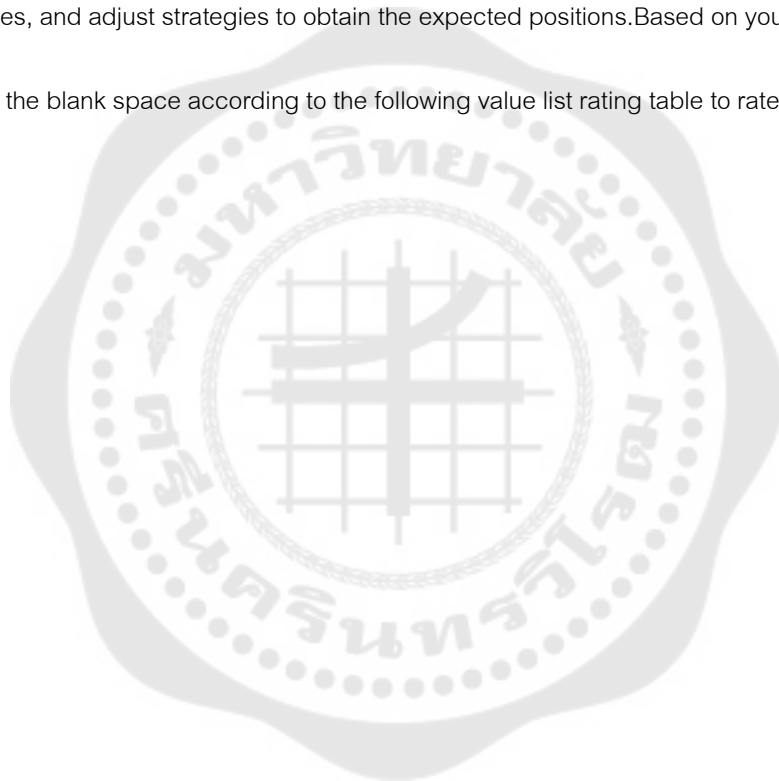 es, and adjust strategies to obtain the expected positions.Based on you
the blank space according to the following value list rating table to rate
มหาวิทยาลัย
ศรีนครินทรวิโรฒ